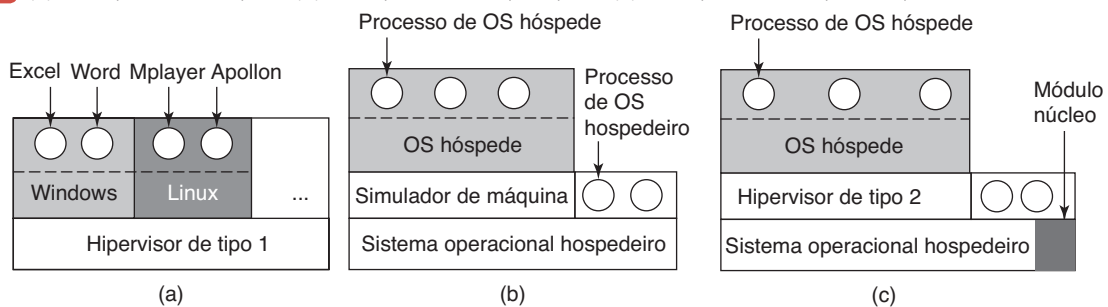 Excel Word Mplayer Apollon
Windows
Linux
...
Hipervisor de tipo 1
(a)
Processo de OS hóspede
Processo
de OS
hospedeiro
OS hóspede
Simulador de máquina
Sistema operacional hospedeiro
(b)
Processo de OS hóspede
Módulo
núcleo
OS hóspede
Hipervisor de tipo 2
Sistema operacional hospedeiro
(c)